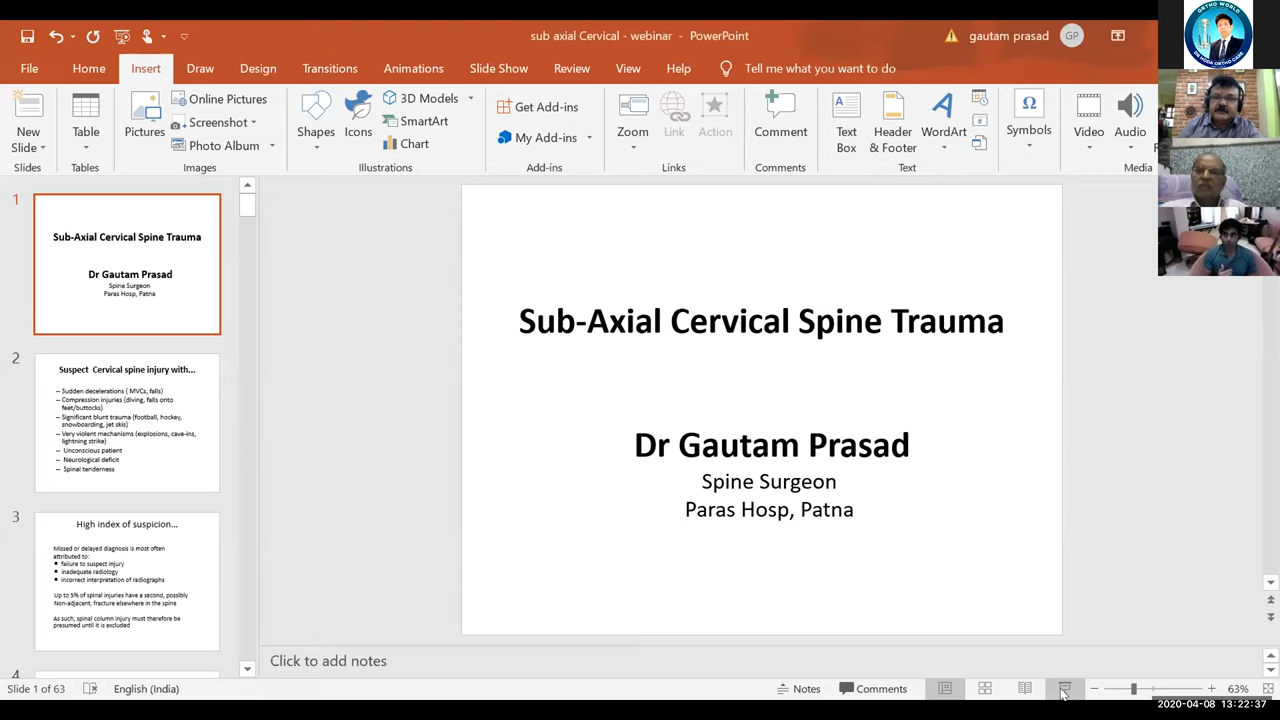 sub axial Cervical - webinar - PowerPoint
gautam prasad
GP
File
Home
Insert
Draw
Design
Transitions
Animations
Slide Show
Review
View
Help
Tell me what you want to do
New
Slide
Slides
Table
Tables
Pictures
Online Pictures
Screenshot
Photo Album
Images
Shapes
Icons
3D Models
SmartArt
Chart
Illustrations
Get Add-ins
My Add-ins
Add-ins
Zoom
Link
Action
Links
Comment
Comments
Text
Box
Header
& Footer
WordArt
Text
Symbols
Video
Audio
Media
ORTHO WORLD
1
Sub-Axial Cervical Spine Trauma
Dr Gautam Prasad
Spine Surgeon
Paras Hosp, Patna
2
Suspect Cervical spine injury with...
– Sudden decelerations ( MVCs, falls)
– Compression injuries (diving, falls onto
feet/buttocks)
– Significant blunt trauma (football, hockey,
snowboarding, jet skis)
– Very violent mechanisms (explosions, cave-ins,
lightning strike)
– Unconscious patient
– Neurological deficit
– Spinal tenderness
3
High index of suspicion...
Missed or delayed diagnosis is most often
attributed to:
▪ failure to suspect injury
▪ inadequate radiology
▪ incorrect interpretation of radiographs
Up to 5% of spinal injuries have a second, possibly
Non-adjacent, fracture elsewhere in the spine
As such, spinal column injury must therefore be
presumed until it is excluded
4
Sub-Axial Cervical Spine Trauma
Dr Gautam Prasad
Spine Surgeon
Paras Hosp, Patna
Click to add notes
Slide 1 of 63
English (India)
Notes
Comments
63%
2020-04-08 13:22:37